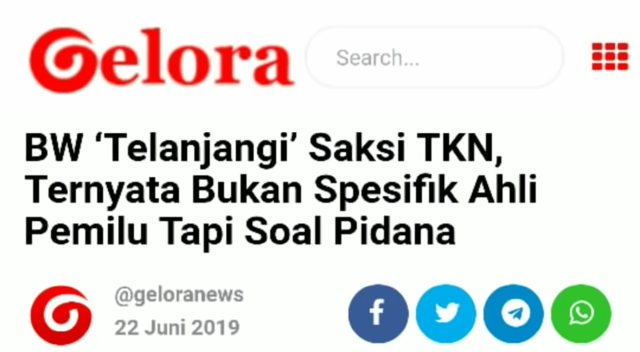 Gelora
Search...
BW ‘Telanjangi’ Saksi TKN,
Ternyata Bukan Spesifik Ahli
Pemilu Tapi Soal Pidana
@geloranews
22 Juni 2019